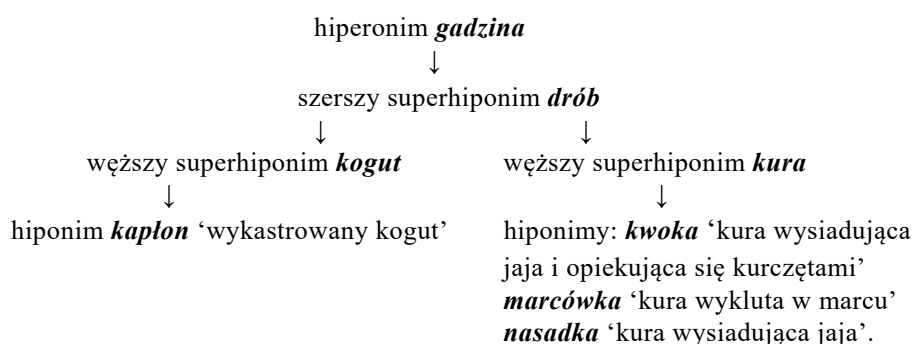 hiperonim gadzina
↓
szerszy superhiponim drób
↓ ↓
węższy superhiponim kogut węższy superhiponim kura
↓ ↓
hiponim kapłon ‘wykastrowany kogut’ hiponimy: kwoka ‘kura wysiadująca
jaja i opiekująca się kurczętami’
marcówka ‘kura wykluta w marcu’
nasadka ‘kura wysiadująca jaja’.